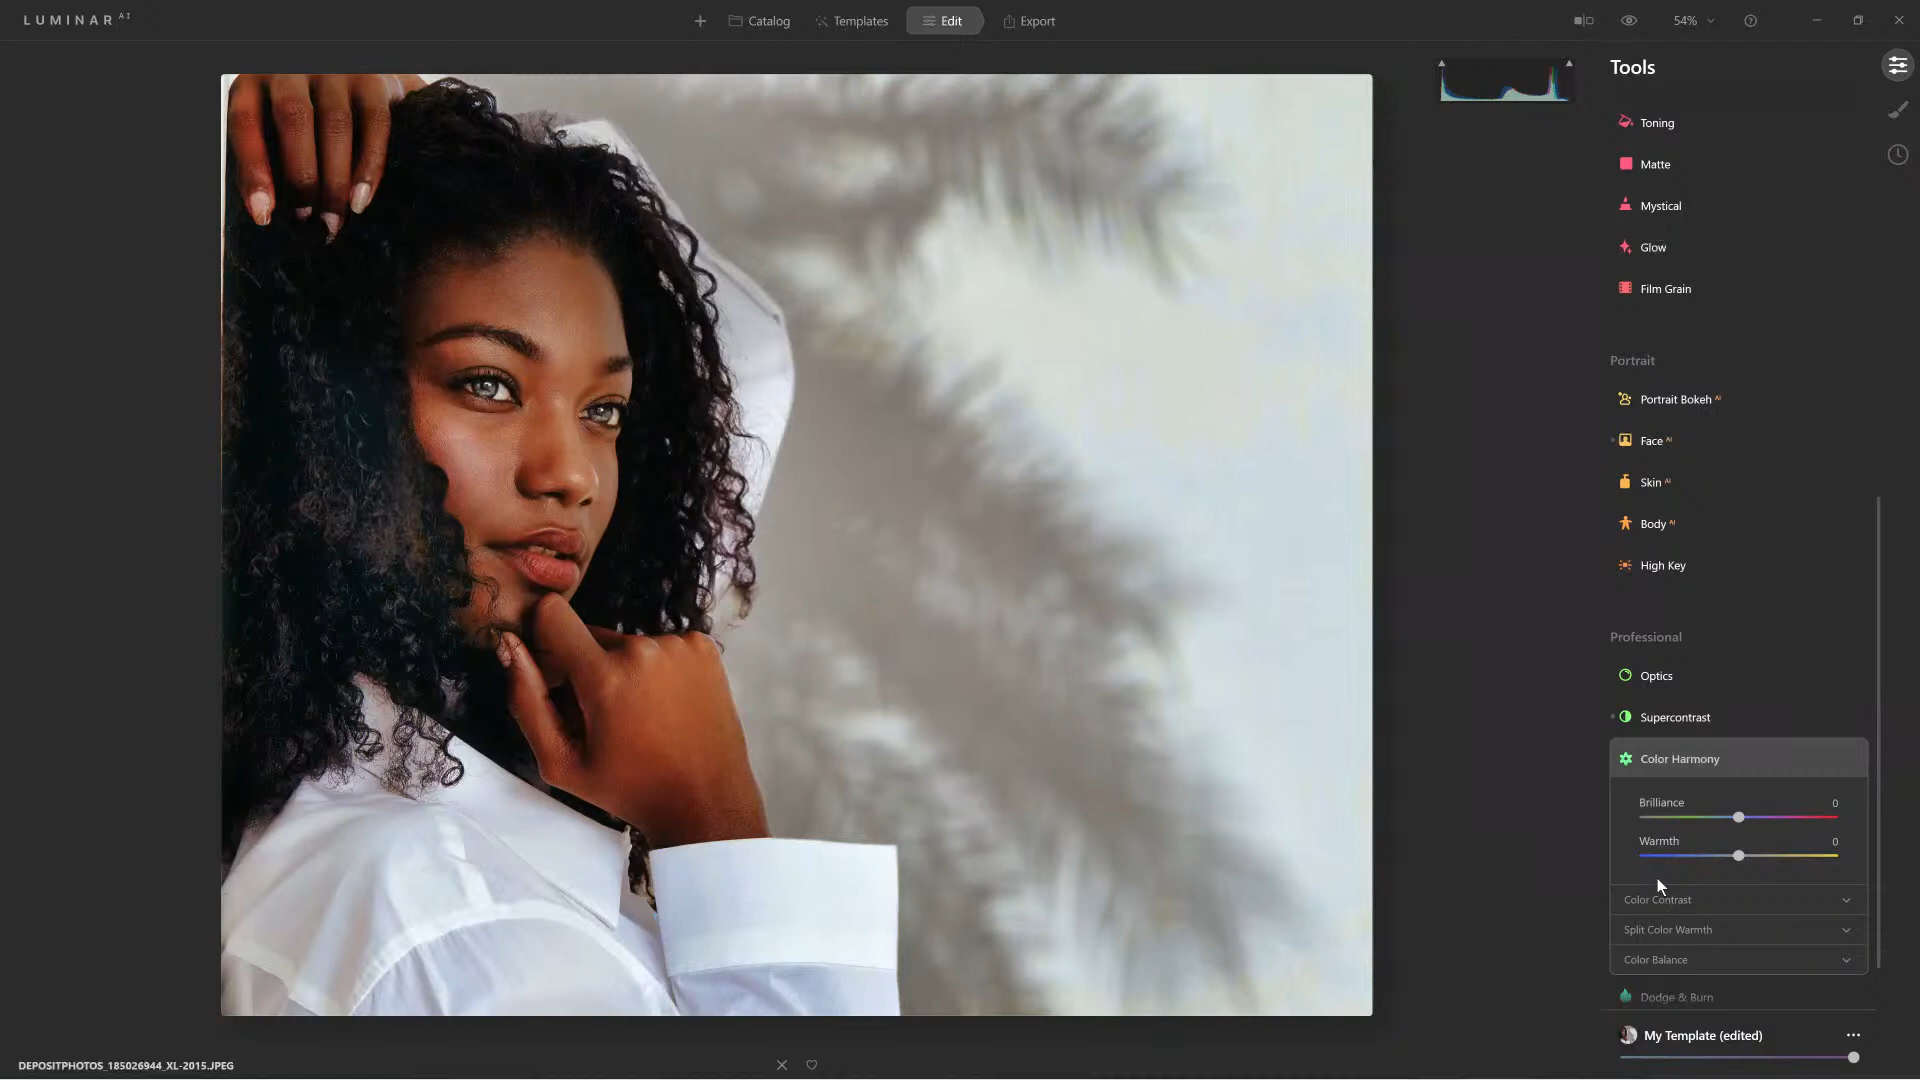 LUMINAR AI
Catalog
Templates
Edit
Export
54%
Tools
Toning
Matte
Mystical
Glow
Film Grain
Portrait
Portrait Bokeh AI
Face AI
Skin AI
Body AI
High Key
Professional
Optics
Supercontrast
Color Harmony
Brilliance 0
Warmth 0
Color Contrast
Split Color Warmth
Color Balance
Dodge & Burn
My Template (edited)
DEPOSITPHOTOS_185026944_XL-2015.JPEG